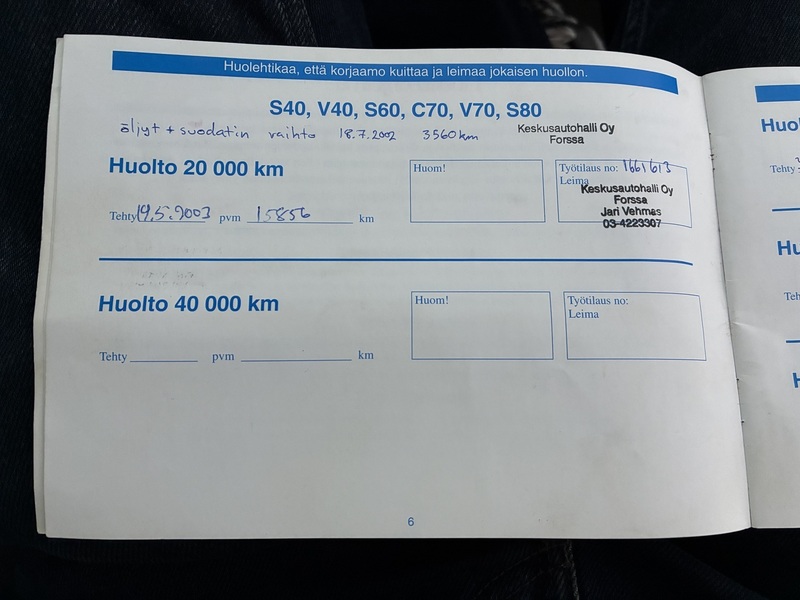 Huolehtikaa, että korjaamo kuittaa ja leimaa jokaisen huollon.
S40, V40, S60, C70, V70, S80
öljyt + suodatin vaihto 18.7.2002 3560 km
Keskusautohalli Oy
Forssa
Huolto 20 000 km
Tehty 19.5.2003 pvm 15856 km
Huom!
Työtilaus no: 1661613
Leima
Keskusautohalli Oy
Forssa
Jari Vehmas
03-4223307
Huolto 40 000 km
Tehty pvm km
Huom!
Työtilaus no:
Leima
6
Tehty